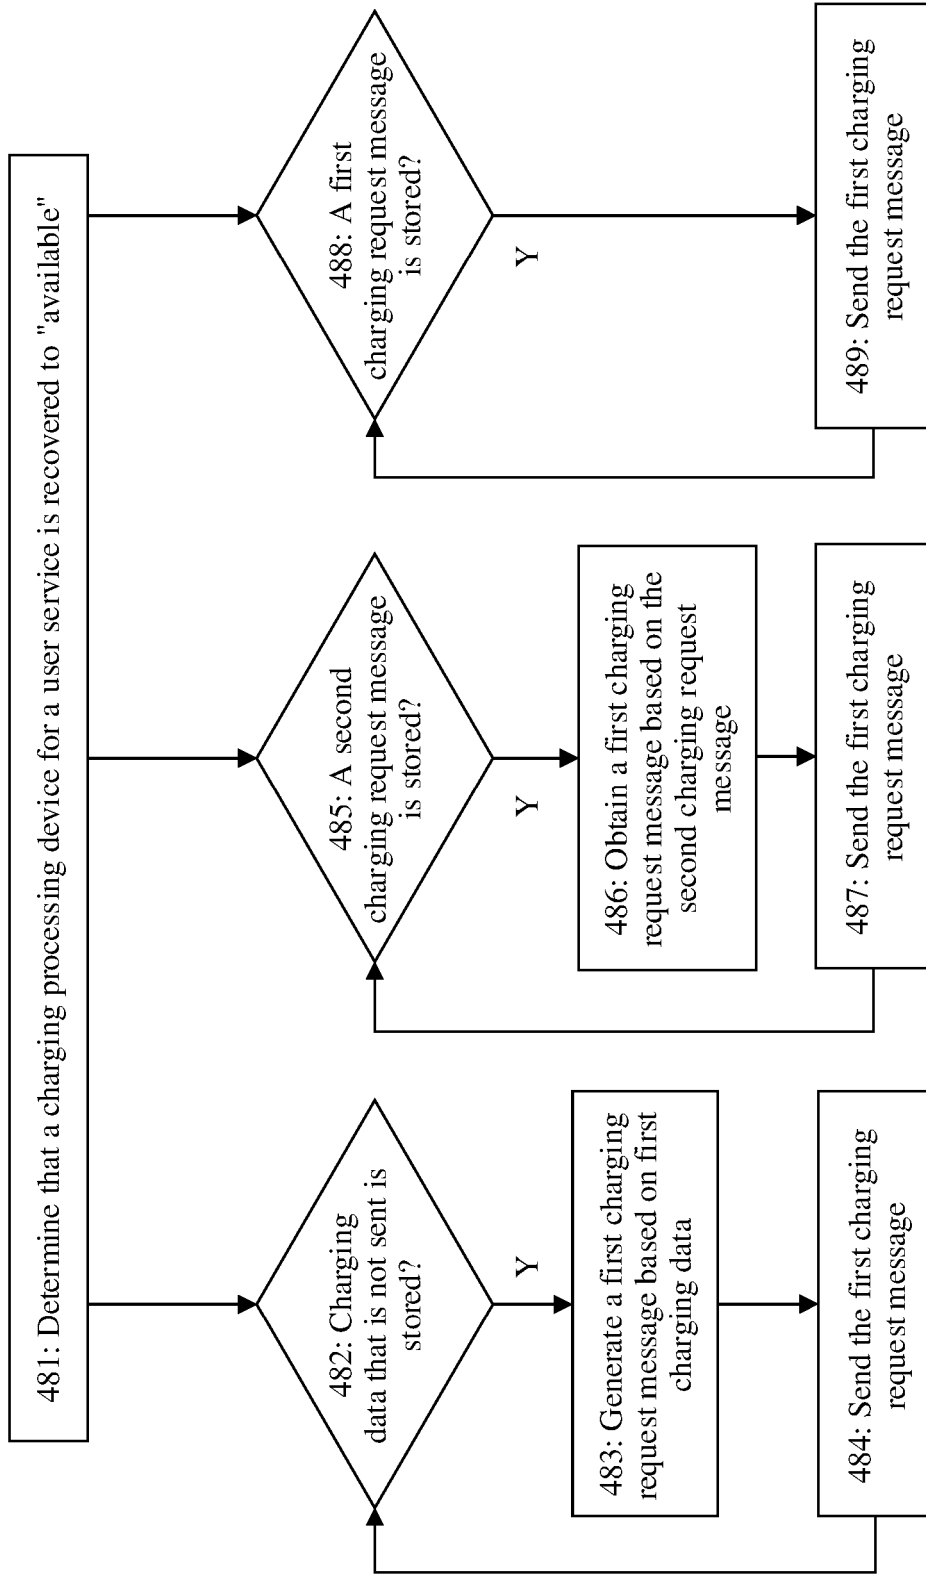 481: Determine that a charging processing device for a user service is recovered to "available"
482: Charging
data that is not sent is
stored?
Y
483: Generate a first charging
request message based on first
charging data
484: Send the first charging
request message
485: A second
charging request message
is stored?
Y
486: Obtain a first charging
request message based on the
second charging request
message
487: Send the first charging
request message
488: A first
charging request message
is stored?
Y
489: Send the first charging
request message